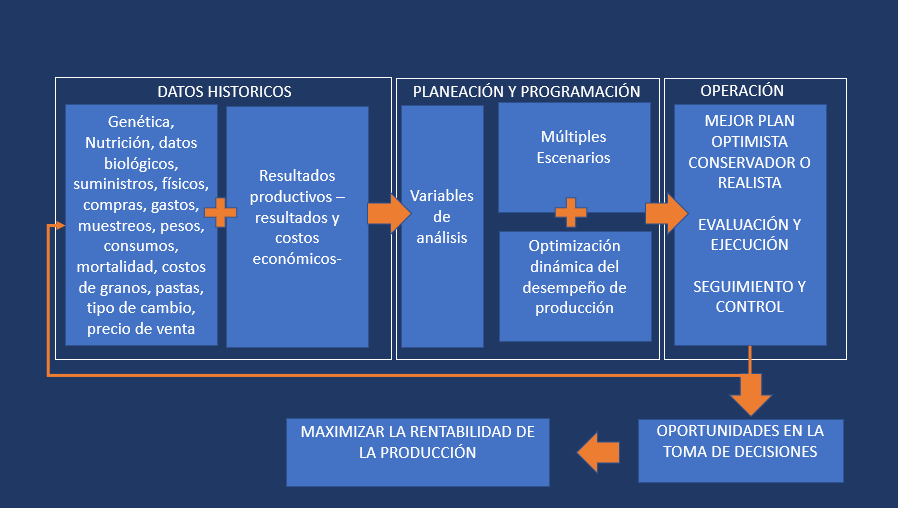 DATOS HISTORICOS
Genética,
Nutrición, datos
biológicos,
suministros, físicos,
compras, gastos,
muestreos, pesos,
consumos,
mortalidad, costos
de granos, pastas,
tipo de cambio,
precio de venta
Resultados
productivos –
resultados y
costos
económicos-
PLANEACIÓN Y PROGRAMACIÓN
Variables
de
análisis
Múltiples
Escenarios
Optimización
dinámica del
desempeño de
producción
OPERACIÓN
MEJOR PLAN
OPTIMISTA
CONSERVADOR O
REALISTA
EVALUACIÓN Y
EJECUCIÓN
SEGUIMIENTO Y
CONTROL
OPORTUNIDADES EN LA
TOMA DE DECISIONES
MAXIMIZAR LA RENTABILIDAD DE
LA PRODUCCIÓN